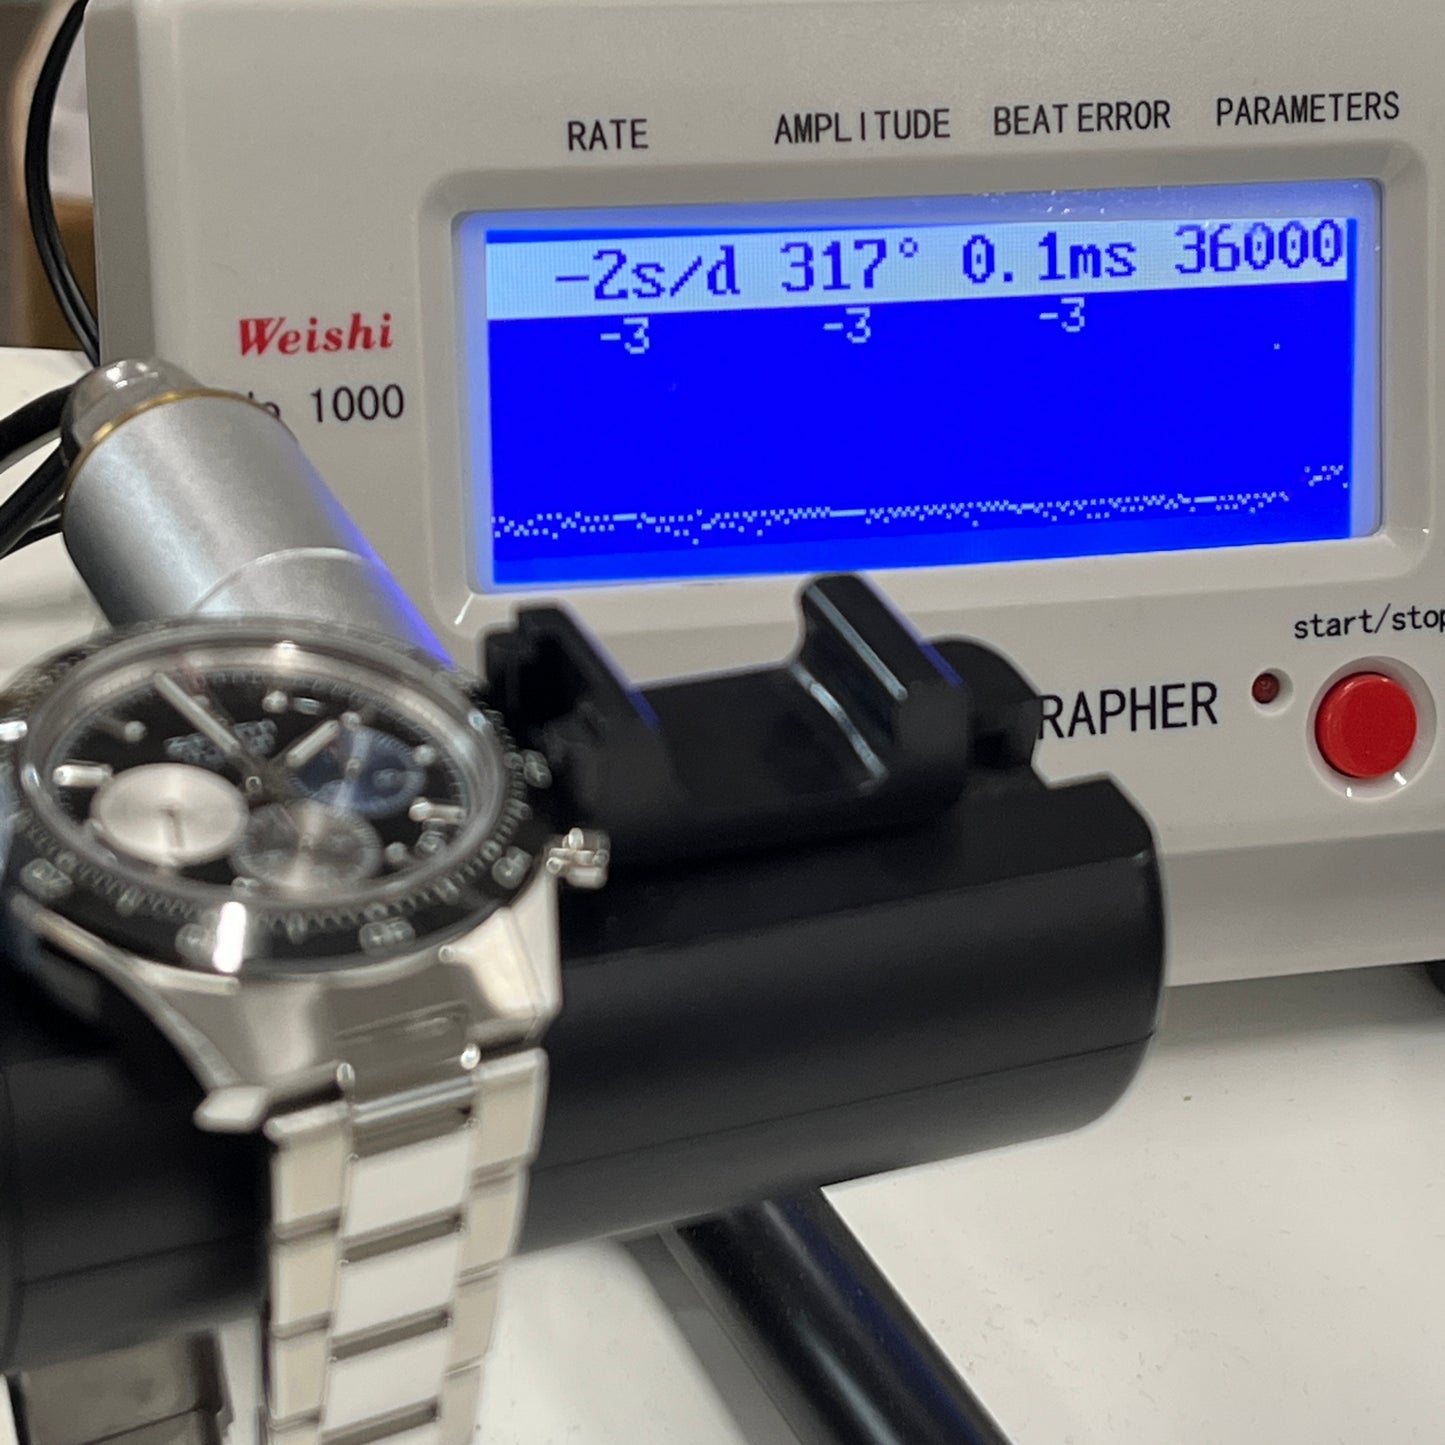 RATE AMPLITUDE BEAT ERROR PARAMETERS
-2s/d 317° 0.1ms 36000
-3 -3 -3
Weishi
1000
start/stop
RAPHER